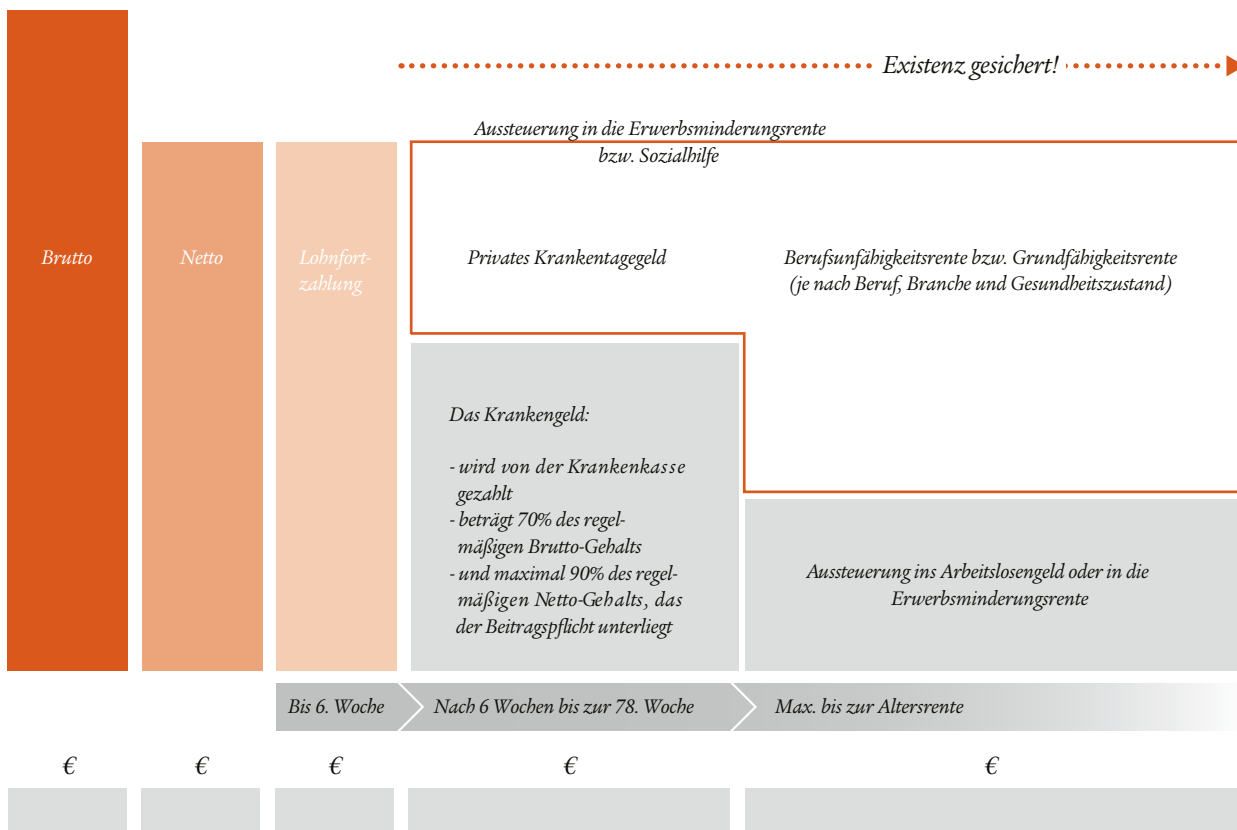 Existenz gesichert!
Aussteuerung in die Erwerbsminderungsrente
bzw. Sozialhilfe
Brutto
Netto
Lohnfort-
zahlung
Privates Krankentagegeld
Berufsunfähigkeitsrente bzw. Grundfähigkeitsrente
(je nach Beruf, Branche und Gesundheitszustand)
Das Krankengeld:
- wird von der Krankenkasse
gezahlt
- beträgt 70% des regel-
mäßigen Brutto-Gehalts
- und maximal 90% des regel-
mäßigen Netto-Gehalts, das
der Beitragspflicht unterliegt
Aussteuerung ins Arbeitslosengeld oder in die
Erwerbsminderungsrente
Bis 6. Woche
Nach 6 Wochen bis zur 78. Woche
Max. bis zur Altersrente
€ € € € €